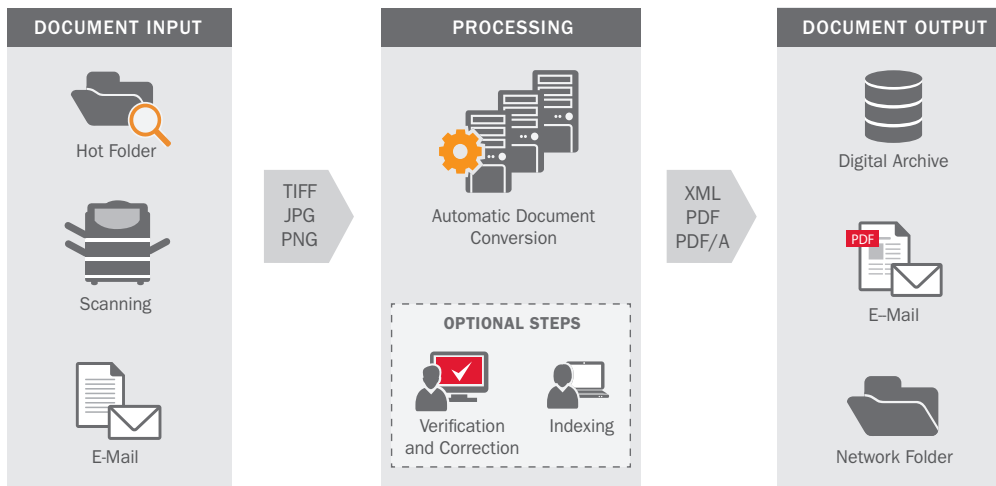 DOCUMENT INPUT
Hot Folder
Scanning
E-Mail
TIFF
JPG
PNG
PROCESSING
Automatic Document
Conversion
OPTIONAL STEPS
Verification
and Correction
Indexing
XML
PDF
PDF/A
DOCUMENT OUTPUT
Digital Archive
PDF
E–Mail
Network Folder